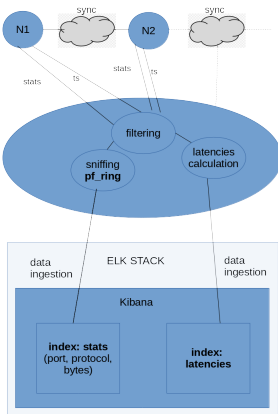 sync
sync
N1
N2
stats
ts
stats
ts
filtering
sniffing
pf_ring
latencies
calculation
data
ingestion
ELK STACK
data
ingestion
Kibana
index: stats
(port, protocol,
bytes)
index:
latencies